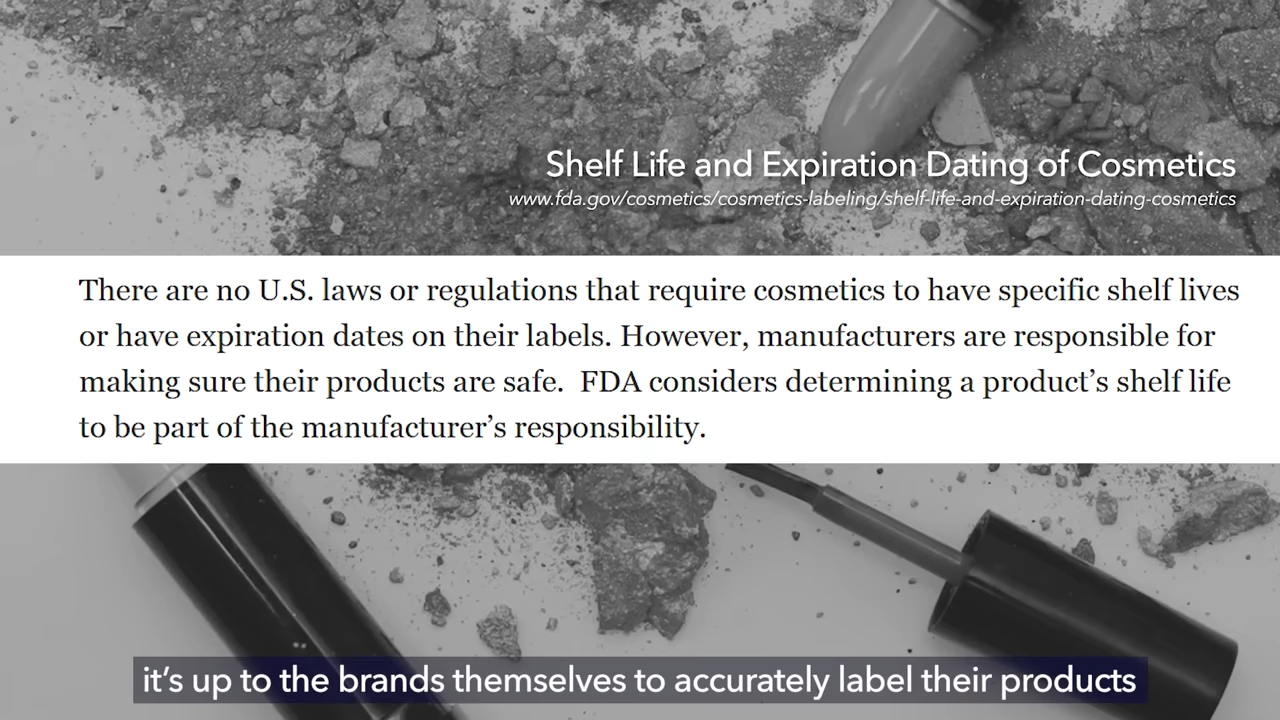 Shelf Life and Expiration Dating of Cosmetics
www.fda.gov/cosmetics/cosmetics-labeling/shelf-life-and-expiration-dating-cosmetics
There are no U.S. laws or regulations that require cosmetics to have specific shelf lives
or have expiration dates on their labels. However, manufacturers are responsible for
making sure their products are safe.  FDA considers determining a product’s shelf life
to be part of the manufacturer’s responsibility.
it’s up to the brands themselves to accurately label their products